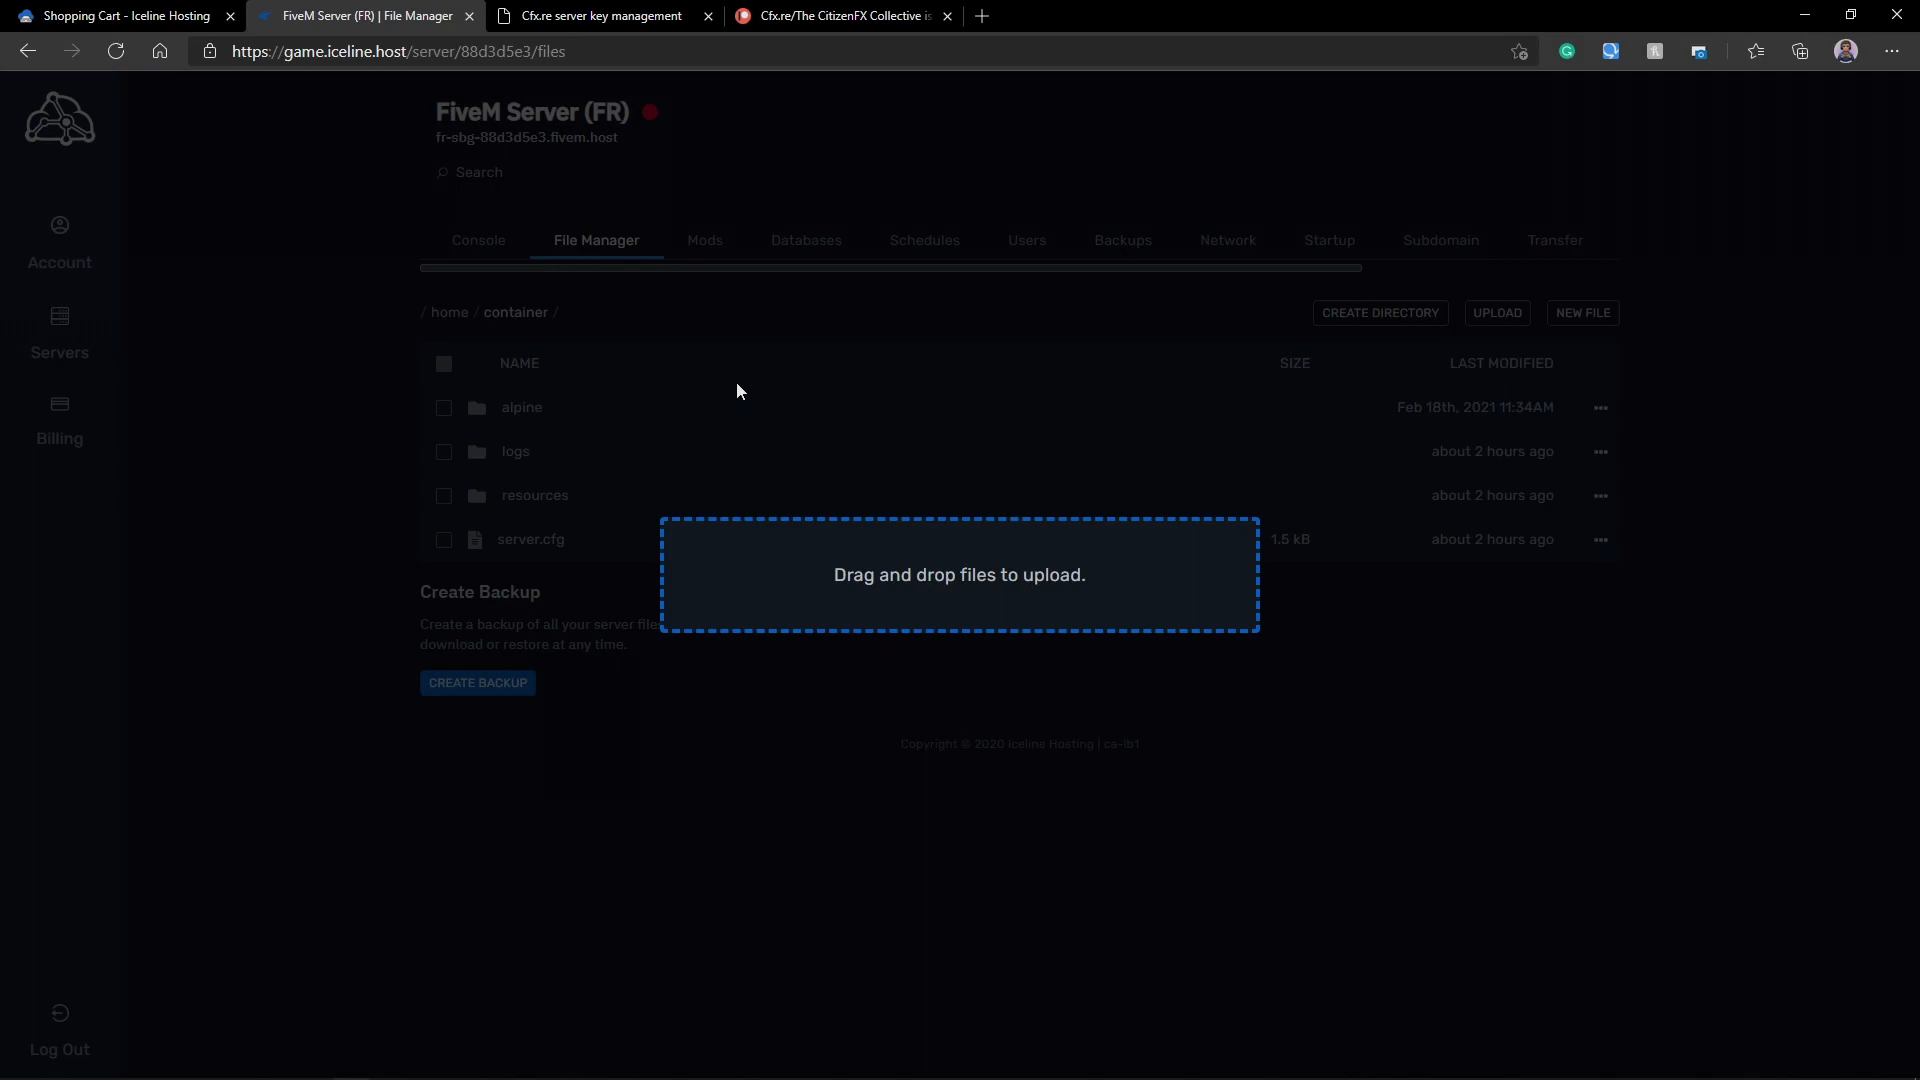 Shopping Cart - Iceline Hosting
FiveM Server (FR) | File Manager
Cfx.re server key management
Cfx.re/The CitizenFX Collective is
https://game.iceline.host/server/88d3d5e3/files
FiveM Server (FR)
fr-sbg-88d3d5e3.fivem.host
Search
Account
Servers
Billing
Console File Manager Mods Databases Schedules Users Backups Network Startup Subdomain Transfer
/ home / container /
CREATE DIRECTORY UPLOAD NEW FILE
NAME SIZE LAST MODIFIED
alpine Feb 18th, 2021 11:34AM
logs about 2 hours ago
resources about 2 hours ago
server.cfg 1.5 kB about 2 hours ago
Drag and drop files to upload.
Create Backup
Create a backup of all your server file
download or restore at any time.
CREATE BACKUP
Copyright © 2020 Iceline Hosting | ca-ib1
Log Out